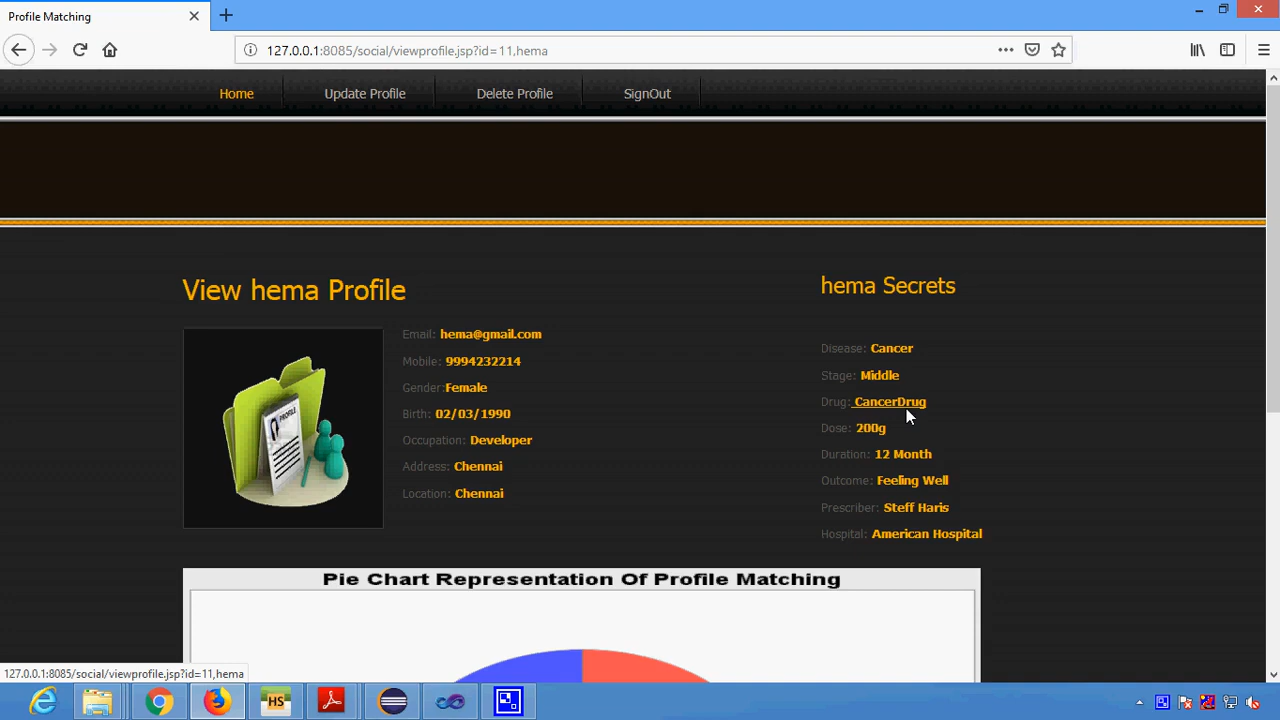 Profile Matching
127.0.0.1:8085/social/viewprofile.jsp?id=11,hema
Home
Update Profile
Delete Profile
SignOut
View hema Profile
Email: hema@gmail.com
Mobile: 9994232214
Gender:Female
Birth: 02/03/1990
Occupation: Developer
Address: Chennai
Location: Chennai
hema Secrets
Disease: Cancer
Stage: Middle
Drug: CancerDrug
Dose: 200g
Duration: 12 Month
Outcome: Feeling Well
Prescriber: Steff Haris
Hospital: American Hospital
Pie Chart Representation Of Profile Matching
127.0.0.1:8085/social/viewprofile.jsp?id=11,hema
HS